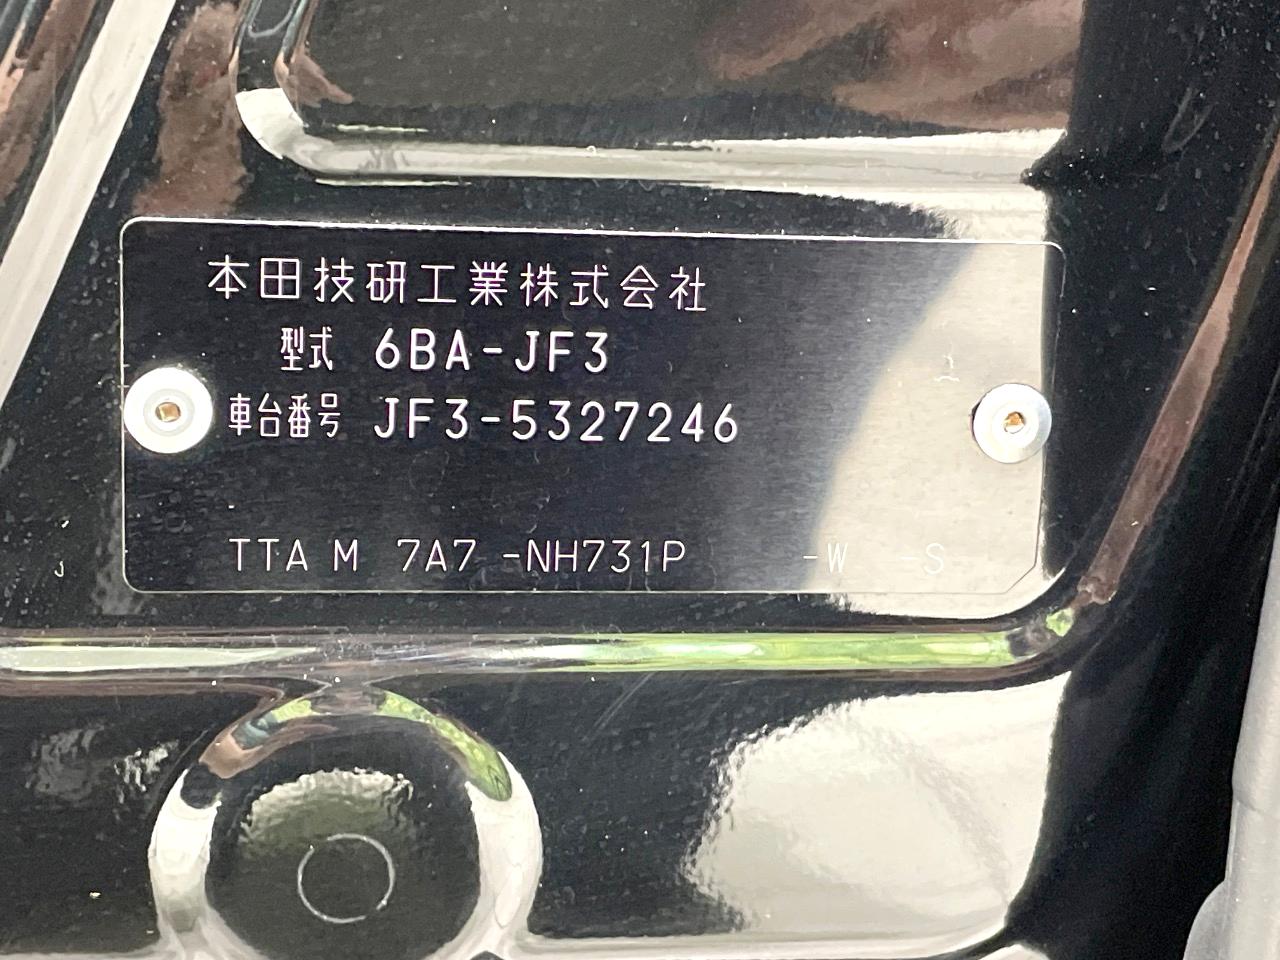 本田技研工業株式会社
型式 6BA-JF3
車台番号 JF3-5327246
TTA M 7A7 -NH731P -W -S